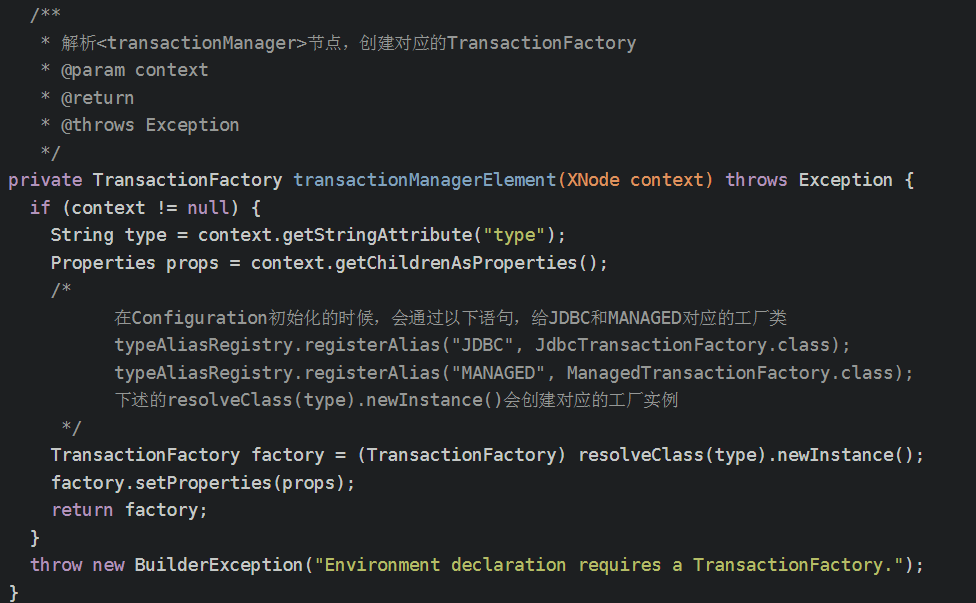 /**
 * 解析<transactionManager>节点，创建对应的TransactionFactory
 * @param context
 * @return
 * @throws Exception
 */
private TransactionFactory transactionManagerElement(XNode context) throws Exception {
  if (context != null) {
    String type = context.getStringAttribute("type");
    Properties props = context.getChildrenAsProperties();
    /*
          在Configuration初始化的时候，会通过以下语句，给JDBC和MANAGED对应的工厂类
          typeAliasRegistry.registerAlias("JDBC", JdbcTransactionFactory.class);
          typeAliasRegistry.registerAlias("MANAGED", ManagedTransactionFactory.class);
          下述的resolveClass(type).newInstance()会创建对应的工厂实例
     */
    TransactionFactory factory = (TransactionFactory) resolveClass(type).newInstance();
    factory.setProperties(props);
    return factory;
  }
  throw new BuilderException("Environment declaration requires a TransactionFactory.");
}